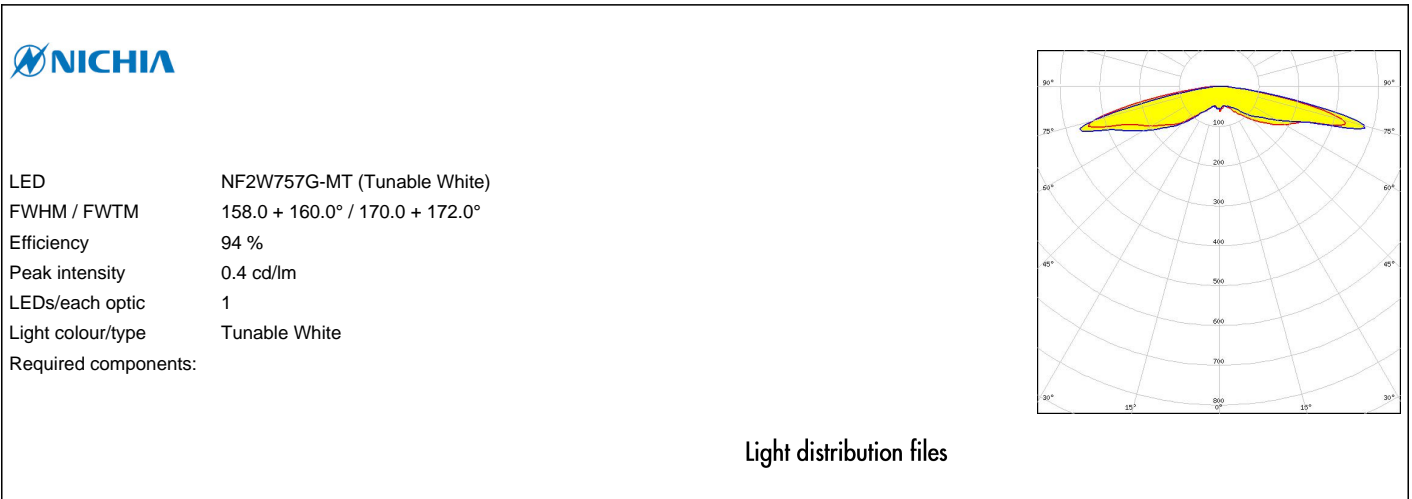 NICHIA
LED NF2W757G-MT (Tunable White)
FWHM / FWTM 158.0 + 160.0° / 170.0 + 172.0°
Efficiency 94 %
Peak intensity 0.4 cd/lm
LEDs/each optic 1
Light colour/type Tunable White
Required components:
90° 90°
75° 100 75°
200
60° 60°
300
400
45° 45°
500
600
700
30° 800 30°
15° 0° 15°
Light distribution files